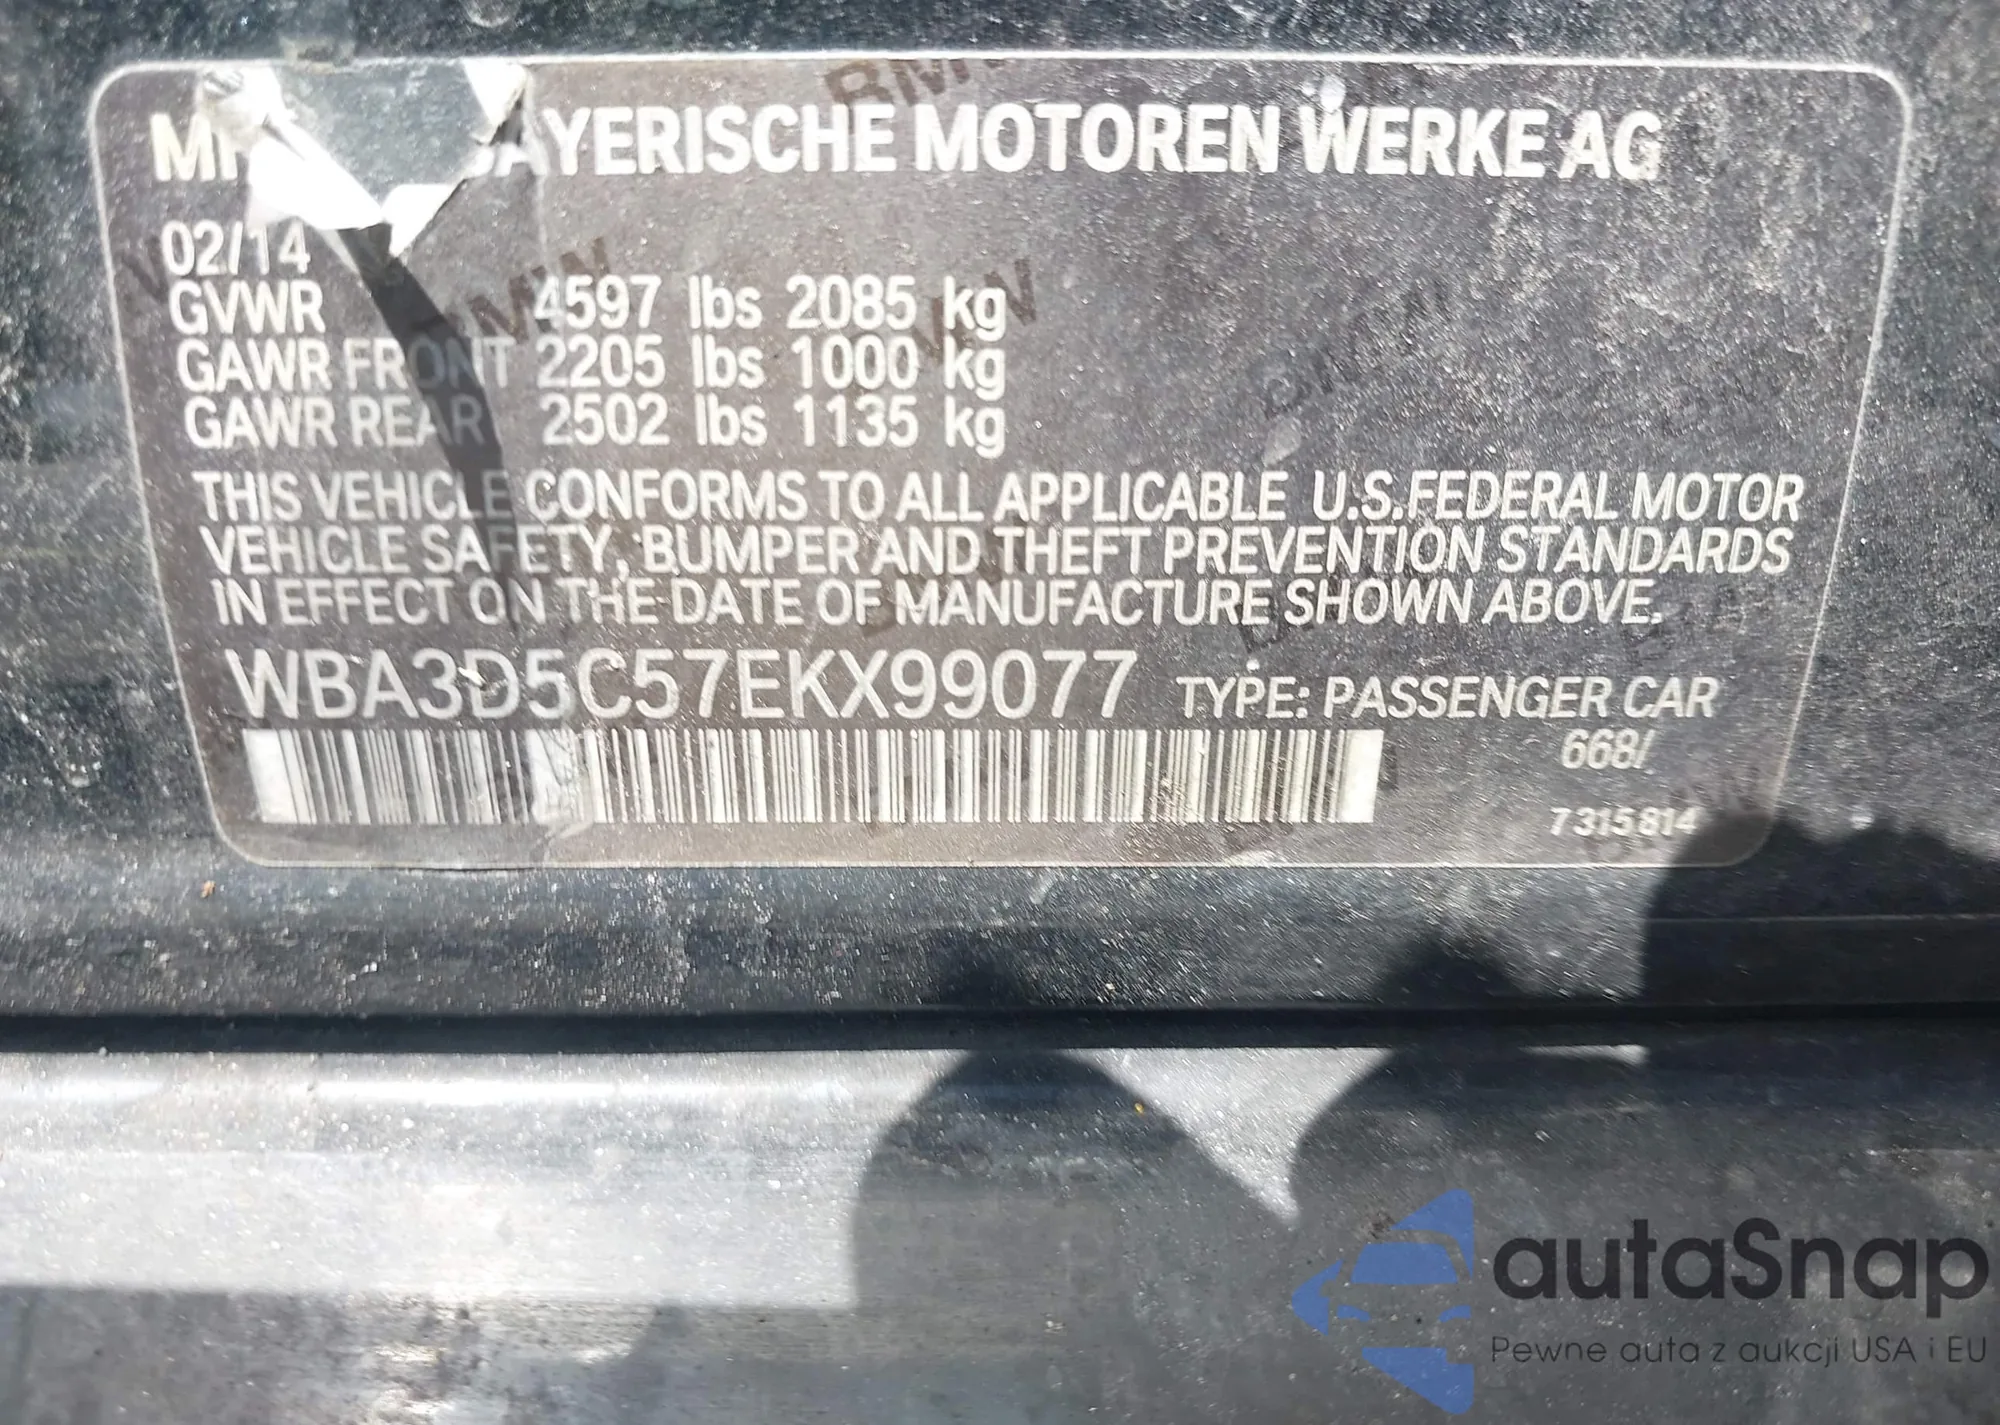 BAYERISCHE MOTOREN WERKE AG
02/14
GVWR 4597 lbs 2085 kg
GAWR FRONT 2205 lbs 1000 kg
GAWR REAR 2502 lbs 1135 kg
THIS VEHICLE CONFORMS TO ALL APPLICABLE U.S.FEDERAL MOTOR
VEHICLE SAFETY, BUMPER AND THEFT PREVENTION STANDARDS
IN EFFECT ON THE DATE OF MANUFACTURE SHOWN ABOVE.
WBA3D5C57EKX99077 TYPE: PASSENGER CAR
668/
7315814
autaSnap
Pewne auta z aukcji USA i EU